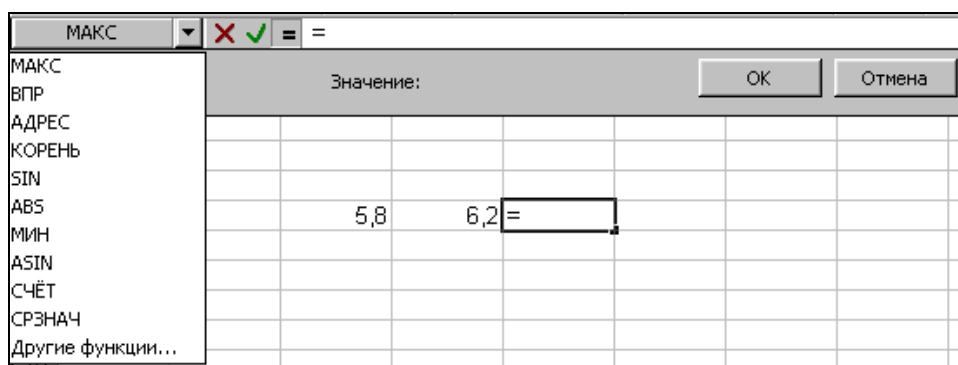 МАКС = =
Значение: OK Отмена
МАКС
ВПР
АДРЕС
КОРЕНЬ
SIN
ABS
МИН
ASIN
СЧЁТ
СРЗНАЧ
Другие функции...
5,8 6,2 =